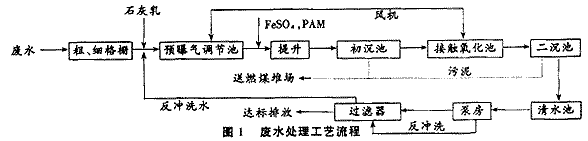 石灰乳
FeSO₄,PAM
风机
废水
粗、细格栅
预曝气调节池
提升
初沉池
接触氧化池
二沉池
送燃煤堆场
污泥
反冲洗水
达标排放
过滤器
泵房
清水池
反冲洗
图 1 废水处理工艺流程